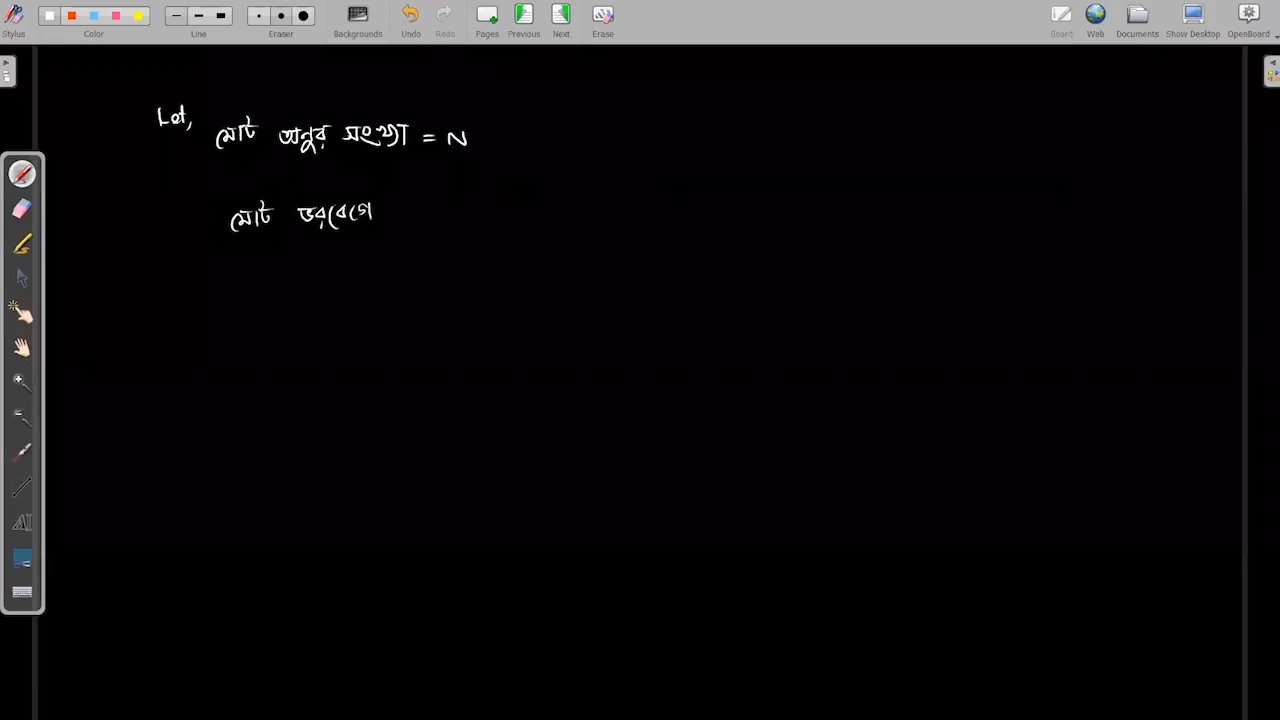 Stylus Color Line Eraser Backgrounds Undo Redo Pages Previous Next Erase Board Web Documents Show Desktop OpenBoard
Let,
মোট অনুর সংখ্যা = N
মোট ভরবেগে